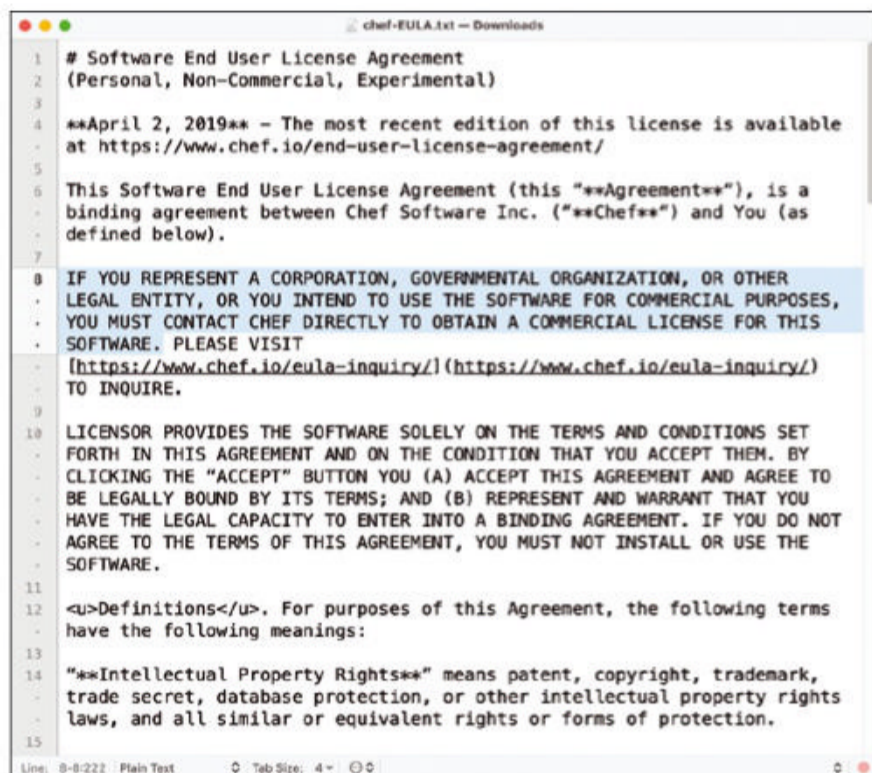 chef-EULA.txt — Downloads
1 # Software End User License Agreement
2 (Personal, Non-Commercial, Experimental)
3
4 **April 2, 2019** – The most recent edition of this license is available
at https://www.chef.io/end-user-license-agreement/
5
6 This Software End User License Agreement (this "**Agreement**"), is a
binding agreement between Chef Software Inc. ("**Chef**") and You (as
defined below).
7
8 IF YOU REPRESENT A CORPORATION, GOVERNMENTAL ORGANIZATION, OR OTHER
LEGAL ENTITY, OR YOU INTEND TO USE THE SOFTWARE FOR COMMERCIAL PURPOSES,
YOU MUST CONTACT CHEF DIRECTLY TO OBTAIN A COMMERCIAL LICENSE FOR THIS
SOFTWARE. PLEASE VISIT
[https://www.chef.io/eula-inquiry/](https://www.chef.io/eula-inquiry/)
TO INQUIRE.
9
10 LICENSOR PROVIDES THE SOFTWARE SOLELY ON THE TERMS AND CONDITIONS SET
FORTH IN THIS AGREEMENT AND ON THE CONDITION THAT YOU ACCEPT THEM. BY
CLICKING THE "ACCEPT" BUTTON YOU (A) ACCEPT THIS AGREEMENT AND AGREE TO
BE LEGALLY BOUND BY ITS TERMS; AND (B) REPRESENT AND WARRANT THAT YOU
HAVE THE LEGAL CAPACITY TO ENTER INTO A BINDING AGREEMENT. IF YOU DO NOT
AGREE TO THE TERMS OF THIS AGREEMENT, YOU MUST NOT INSTALL OR USE THE
SOFTWARE.
11
12 <u>Definitions</u>. For purposes of this Agreement, the following terms
have the following meanings:
13
14 "**Intellectual Property Rights**" means patent, copyright, trademark,
trade secret, database protection, or other intellectual property rights
laws, and all similar or equivalent rights or forms of protection.
15
Line: 8-8:222 Plain Text Tab Size: 4